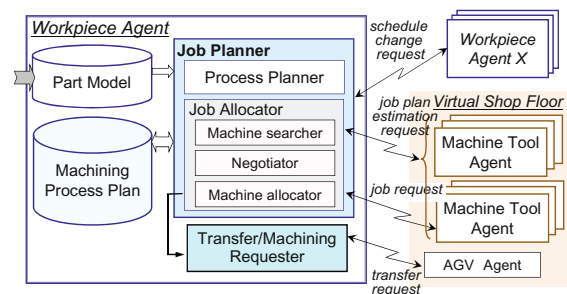 Workpiece Agent
Part Model
Machining
Process Plan
Job Planner
Process Planner
Job Allocator
Machine searcher
Negotiator
Machine allocator
Transfer/Machining
Requester
schedule
change
request
Workpiece
Agent X
job plan
estimation
request
Virtual Shop Floor
Machine Tool
Agent
job request
Machine Tool
Agent
AGV Agent
transfer
request